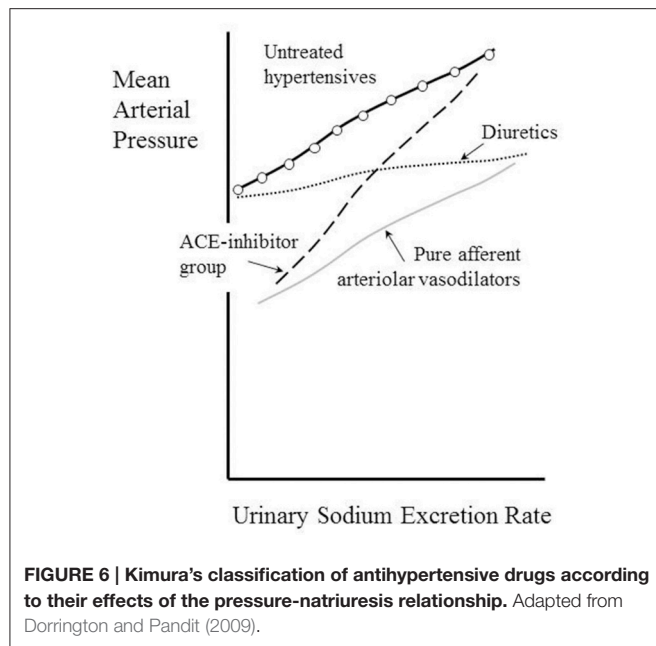 Untreated
hypertensives
Mean
Arterial
Pressure
Diuretics
ACE-inhibitor
group
Pure afferent
arteriolar vasodilators
Urinary Sodium Excretion Rate
FIGURE 6 | Kimura's classification of antihypertensive drugs according
to their effects of the pressure-natriuresis relationship. Adapted from
Dorrington and Pandit (2009).